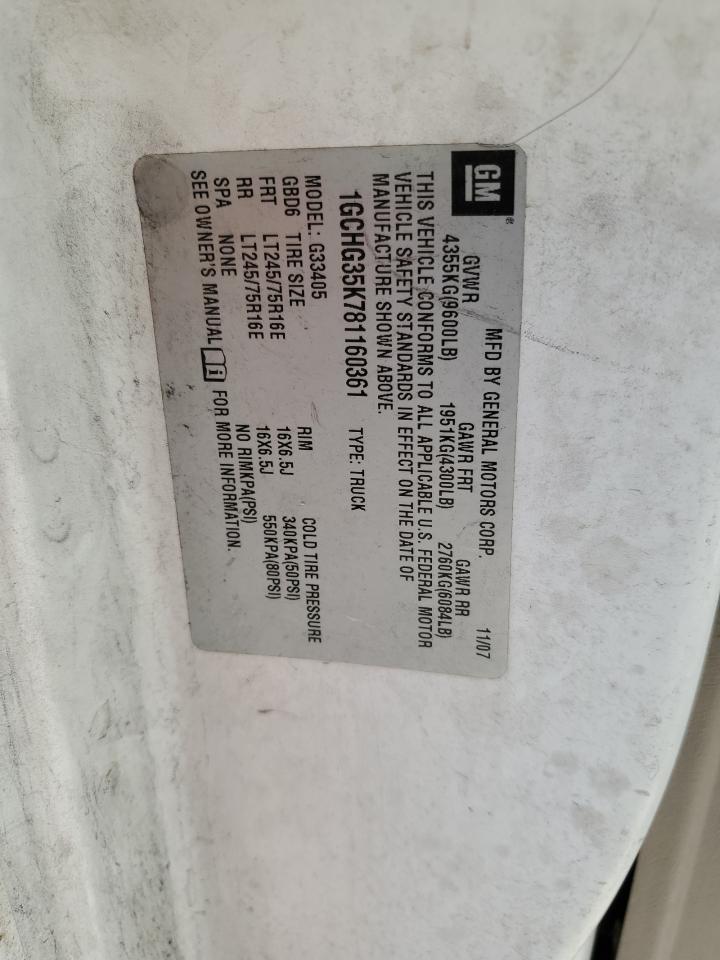 GM®
MFD BY GENERAL MOTORS CORP. 11/07
GVWR GAWR FRT GAWR RR
4355KG(9600LB) 1951KG(4300LB) 2760KG(6084LB)
THIS VEHICLE CONFORMS TO ALL APPLICABLE U.S. FEDERAL MOTOR
VEHICLE SAFETY STANDARDS IN EFFECT ON THE DATE OF
MANUFACTURE SHOWN ABOVE.
1GCHG35K781160361 TYPE: TRUCK
MODEL: G33405
GBD6 TIRE SIZE RIM COLD TIRE PRESSURE
FRT LT245/75R16E 16X6.5J 340KPA(50PSI)
RR LT245/75R16E 16X6.5J 550KPA(80PSI)
SPA NONE NO RIMKPA(PSI)
SEE OWNER'S MANUAL FOR MORE INFORMATION.